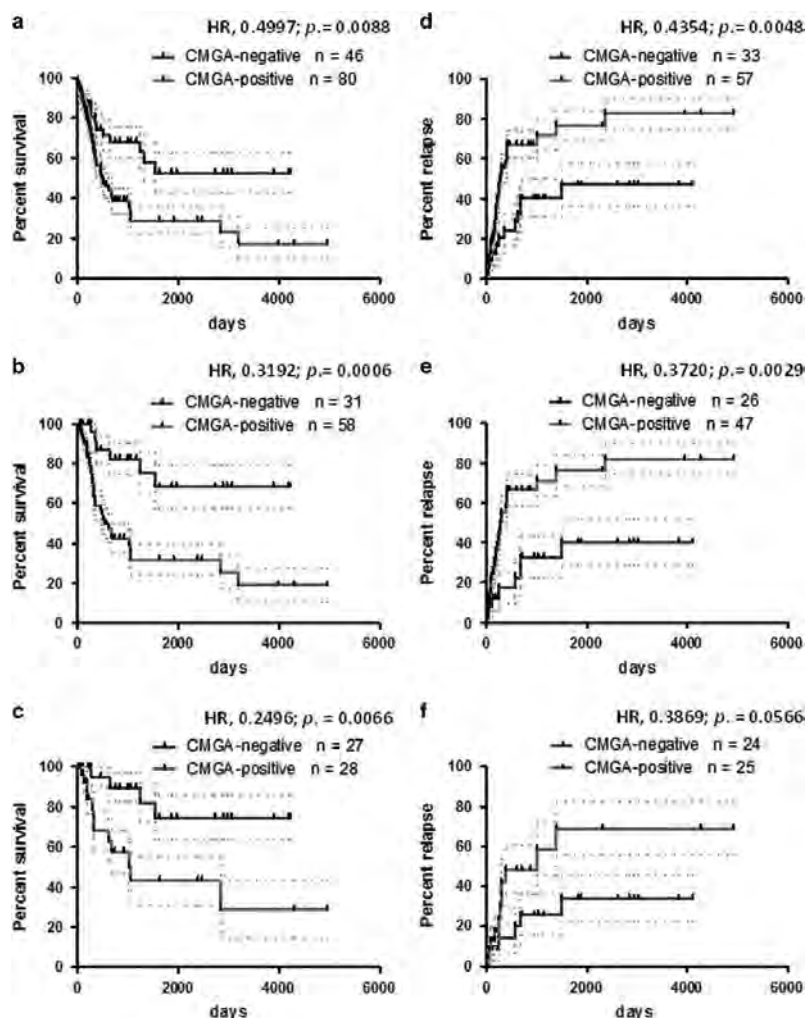 a
HR, 0.4997; p.= 0.0088
CMGA-negative n = 46
CMGA-positive n = 80
Percent survival
100
80
60
40
20
0
0 2000 4000 6000
days
d
HR, 0.4354; p.= 0.0048
CMGA-negative n = 33
CMGA-positive n = 57
Percent relapse
100
80
60
40
20
0
0 2000 4000 6000
days
b
HR, 0.3192; p.= 0.0006
CMGA-negative n = 31
CMGA-positive n = 58
Percent survival
100
80
60
40
20
0
0 2000 4000 6000
days
e
HR, 0.3720; p.= 0.0029
CMGA-negative n = 26
CMGA-positive n = 47
Percent relapse
100
80
60
40
20
0
0 2000 4000 6000
days
c
HR, 0.2496; p.= 0.0066
CMGA-negative n = 27
CMGA-positive n = 28
Percent survival
100
80
60
40
20
0
0 2000 4000 6000
days
f
HR, 0.3869; p.= 0.0566
CMGA-negative n = 24
CMGA-positive n = 25
Percent relapse
100
80
60
40
20
0
0 2000 4000 6000
days